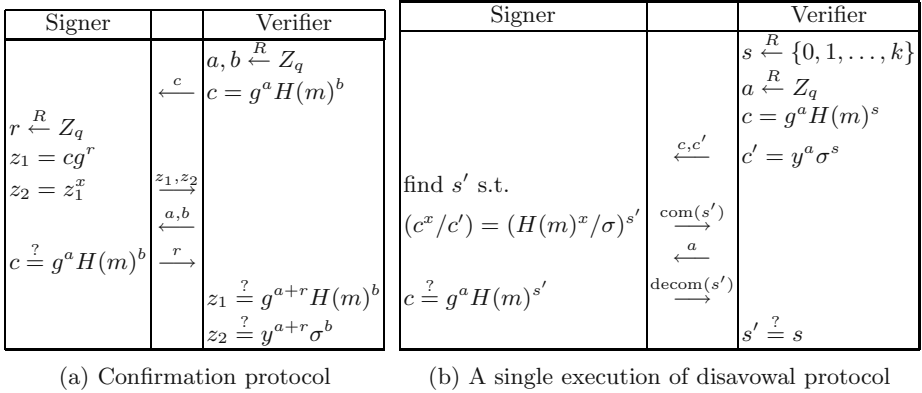 Signer Verifier
a, b ←R Z_q
←c c = g^a H(m)^b
r ←R Z_q
z_1 = cg^r
z_2 = z_1^x →z_1,z_2
←a,b
c ≟ g^a H(m)^b →r
z_1 ≟ g^{a+r} H(m)^b
z_2 ≟ y^{a+r} σ^b
(a) Confirmation protocol
Signer Verifier
s ←R {0, 1, . . . , k}
a ←R Z_q
c = g^a H(m)^s
←c,c′ c′ = y^a σ^s
find s′ s.t.
(c^x/c′) = (H(m)^x/σ)^{s′} →com(s′)
←a
c ≟ g^a H(m)^{s′} →decom(s′)
s′ ≟ s
(b) A single execution of disavowal protocol